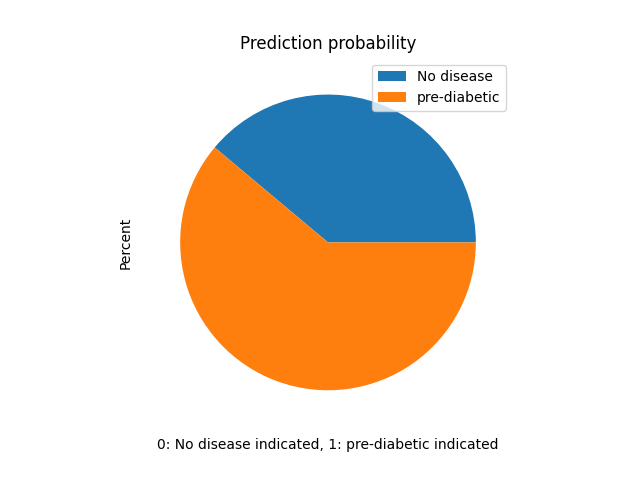 Prediction probability
No disease
pre-diabetic
Percent
0: No disease indicated, 1: pre-diabetic indicated